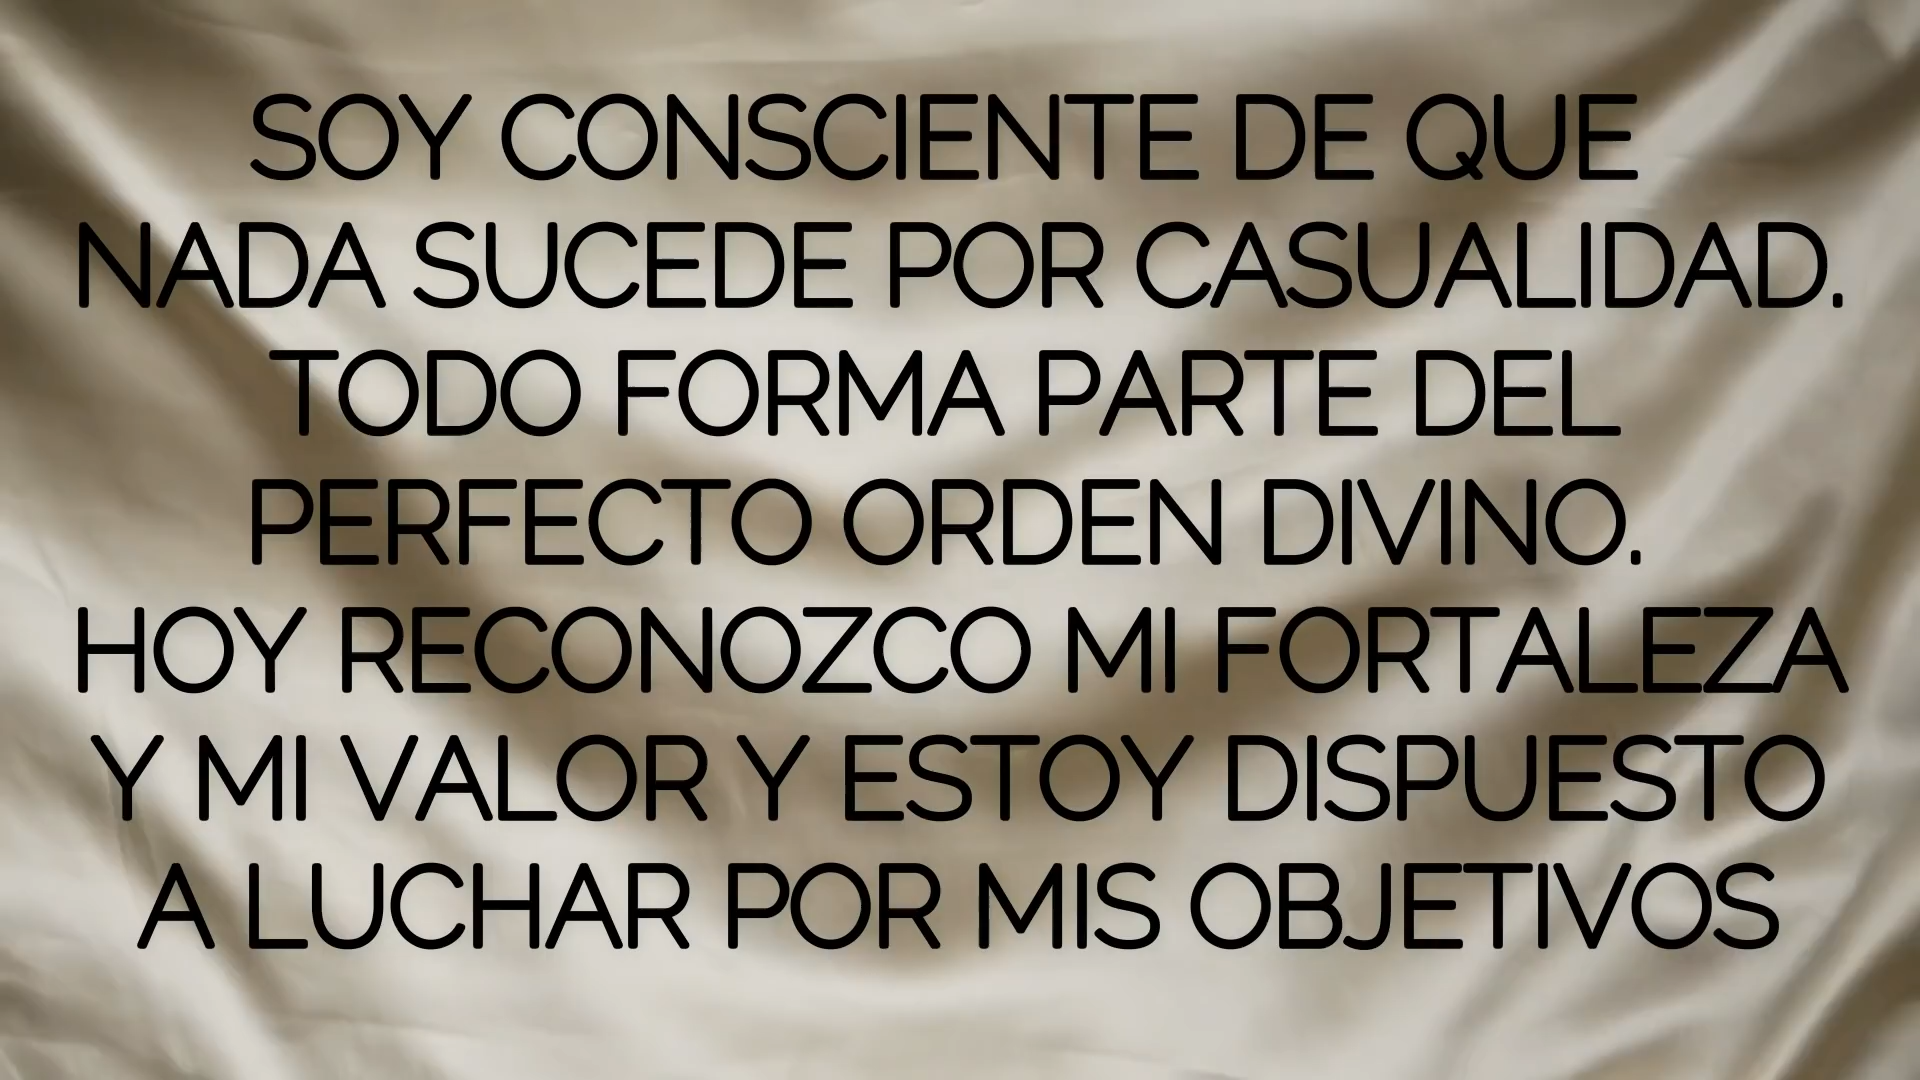 SOY CONSCIENTE DE QUE
NADA SUCEDE POR CASUALIDAD.
TODO FORMA PARTE DEL
PERFECTO ORDEN DIVINO.
HOY RECONOZCO MI FORTALEZA
Y MI VALOR Y ESTOY DISPUESTO
A LUCHAR POR MIS OBJETIVOS